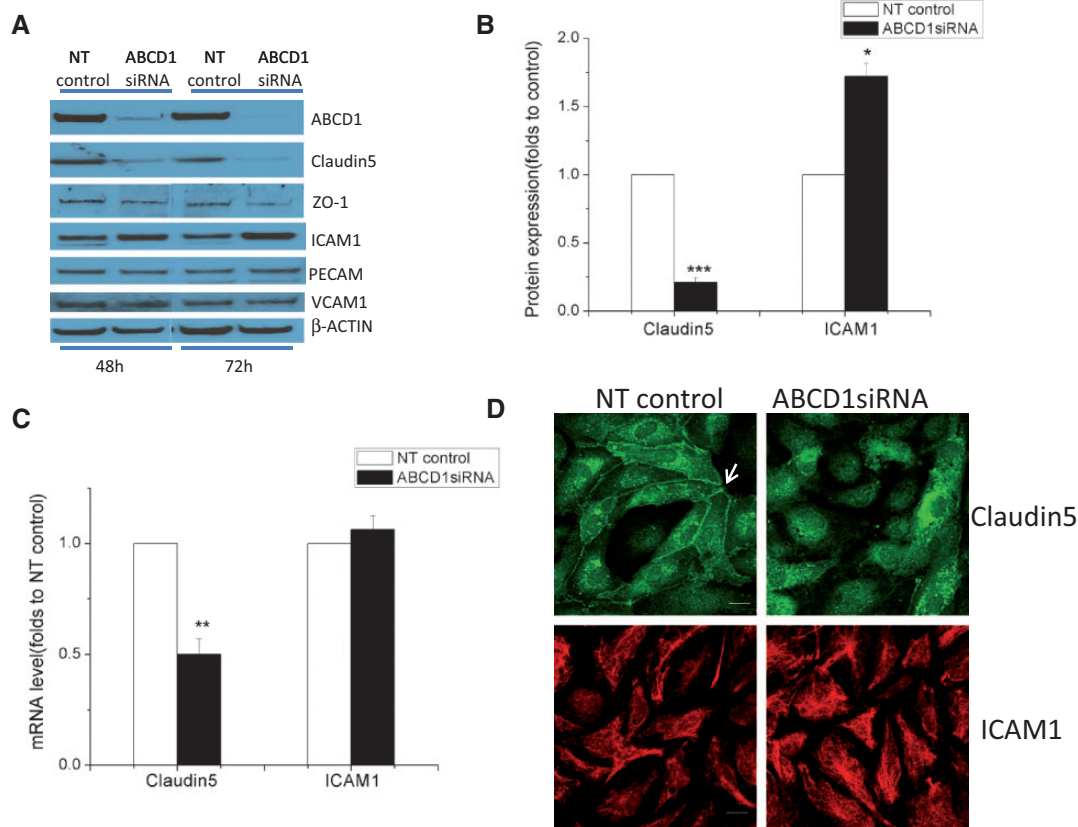 A
NT control
ABCD1 siRNA
NT control
ABCD1 siRNA
ABCD1
Claudin5
ZO-1
ICAM1
PECAM
VCAM1
β-ACTIN
48h
72h
B
NT control
ABCD1siRNA
Protein expression(folds to control)
2.0
1.5
1.0
0.5
0.0
***
*
Claudin5
ICAM1
C
NT control
ABCD1siRNA
mRNA level(folds to NT control)
1.0
0.5
0.0
**
Claudin5
ICAM1
D
NT control
ABCD1siRNA
Claudin5
ICAM1